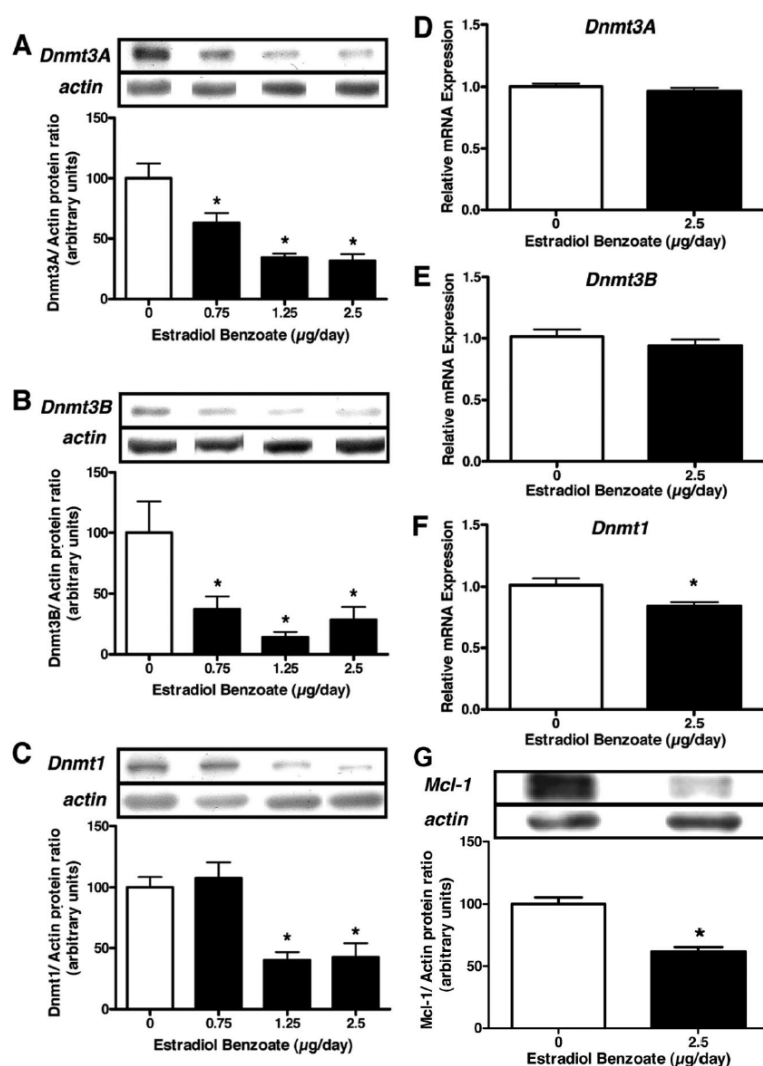 A
Dnmt3A
actin
Dnmt3A/ Actin protein ratio
(arbitrary units)
150
100
50
0
*
*
*
0
0.75
1.25
2.5
Estradiol Benzoate (µg/day)
B
Dnmt3B
actin
Dnmt3B/ Actin protein ratio
(arbitrary units)
150
100
50
0
*
*
*
0
0.75
1.25
2.5
Estradiol Benzoate (µg/day)
C
Dnmt1
actin
Dnmt1/ Actin protein ratio
(arbitrary units)
150
100
50
0
*
*
0
0.75
1.25
2.5
Estradiol Benzoate (µg/day)
D
Dnmt3A
Relative mRNA Expression
1.5
1.0
0.5
0.0
0
2.5
Estradiol Benzoate (µg/day)
E
Dnmt3B
Relative mRNA Expression
1.5
1.0
0.5
0.0
0
2.5
Estradiol Benzoate (µg/day)
F
Dnmt1
Relative mRNA Expression
1.5
1.0
0.5
0.0
*
0
2.5
Estradiol Benzoate (µg/day)
G
Mcl-1
actin
Mcl-1/ Actin protein ratio
(arbitrary units)
150
100
50
0
*
0
2.5
Estradiol Benzoate (µg/day)